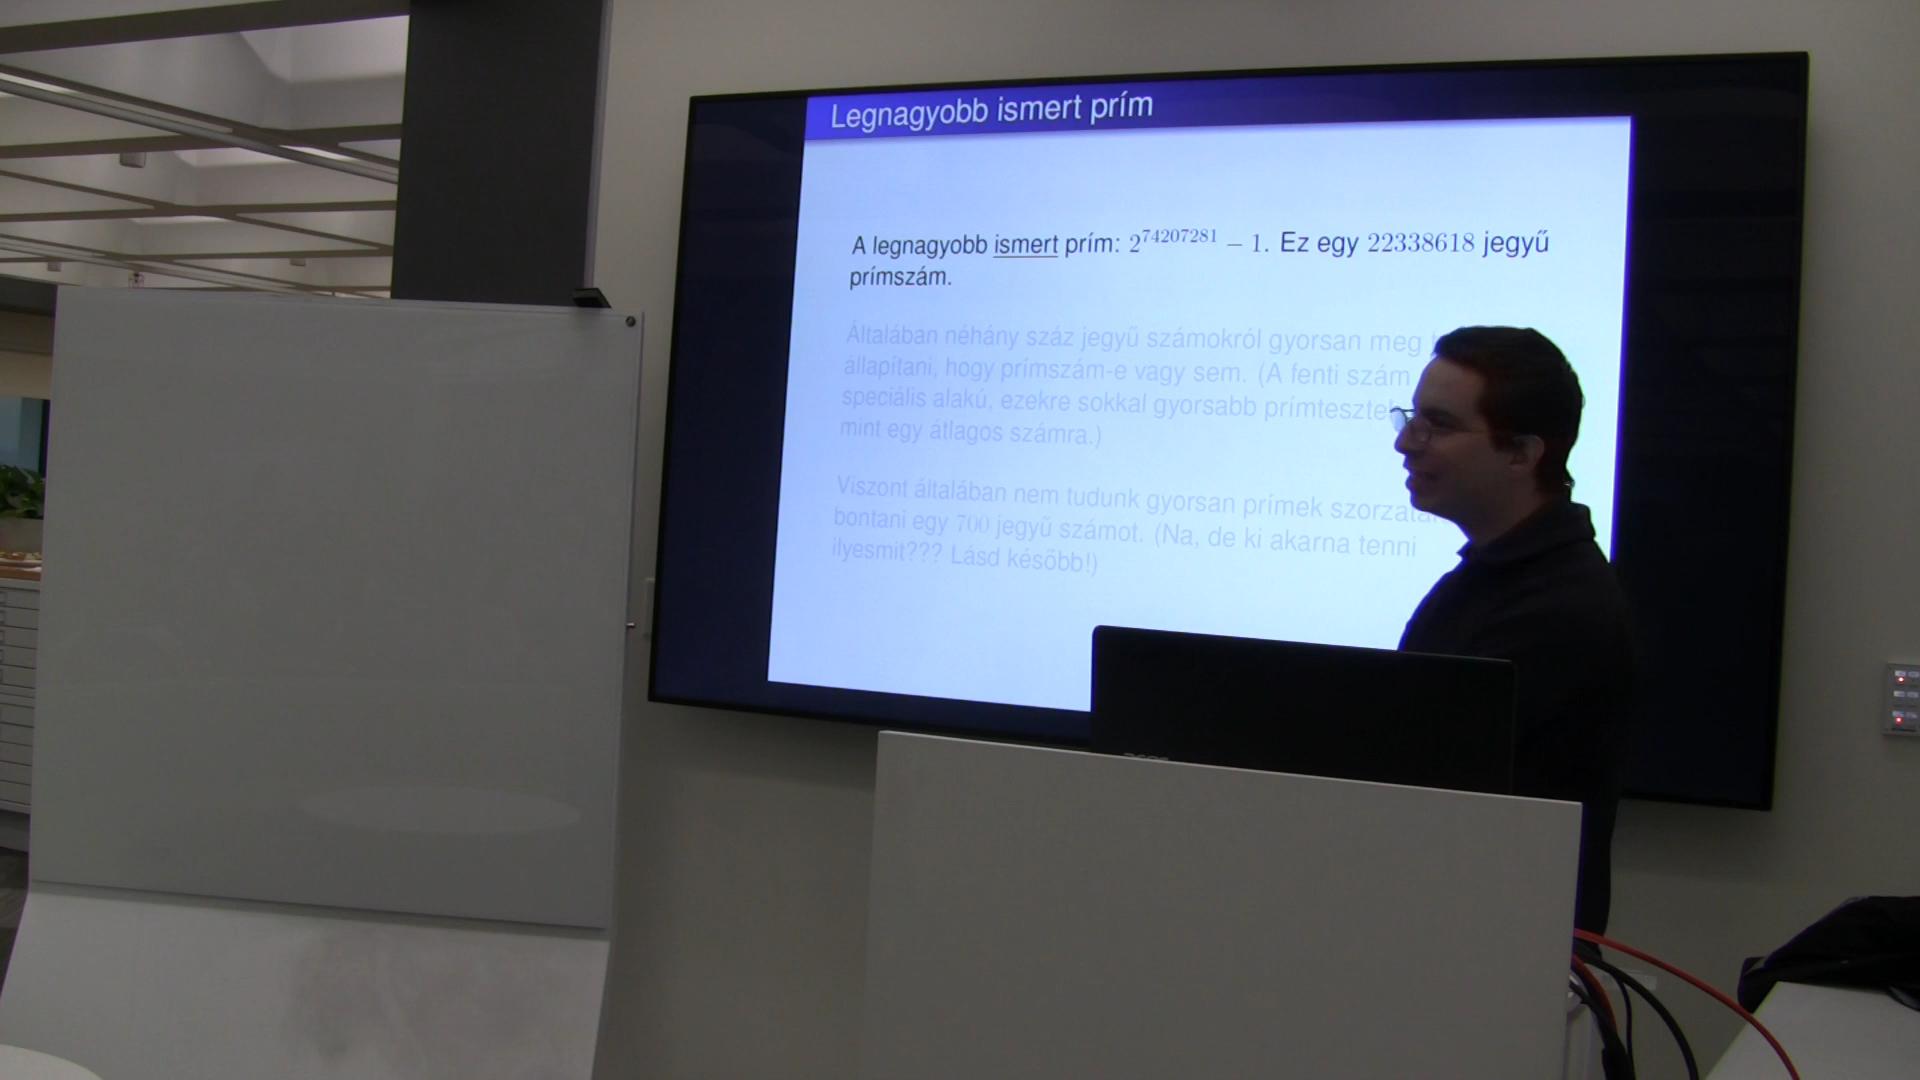 Legnagyobb ismert prím
A legnagyobb ismert prím: 2^74207281 − 1. Ez egy 22338618 jegyű
prímszám.
Általában néhány száz jegyű számokról gyorsan meg
állapítani, hogy prímszám-e vagy sem. (A fenti szám
speciális alakú, ezekre sokkal gyorsabb
mint egy átlagos számra.)
Viszont általában nem tudunk gyorsan prímek
bontani egy 700 jegyű számot. (Na, de ki akarna tenni
ilyesmit??? Lásd később!)